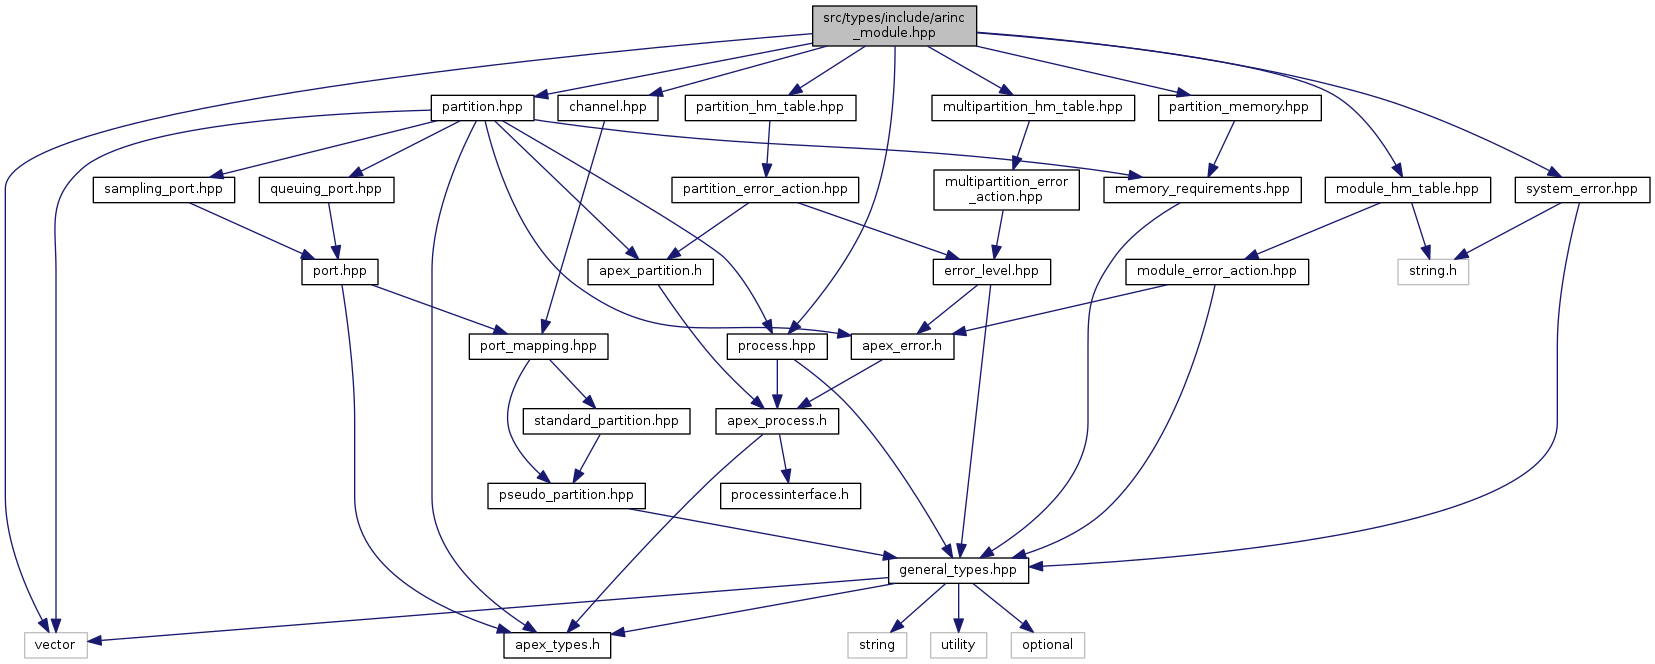 src/types/include/arinc
_module.hpp
partition.hpp
channel.hpp
partition_hm_table.hpp
multipartition_hm_table.hpp
partition_memory.hpp
sampling_port.hpp
queuing_port.hpp
partition_error_action.hpp
multipartition_error
_action.hpp
memory_requirements.hpp
module_hm_table.hpp
system_error.hpp
port.hpp
apex_partition.h
error_level.hpp
module_error_action.hpp
string.h
port_mapping.hpp
process.hpp
apex_error.h
standard_partition.hpp
apex_process.h
pseudo_partition.hpp
processinterface.h
general_types.hpp
vector
apex_types.h
string
utility
optional